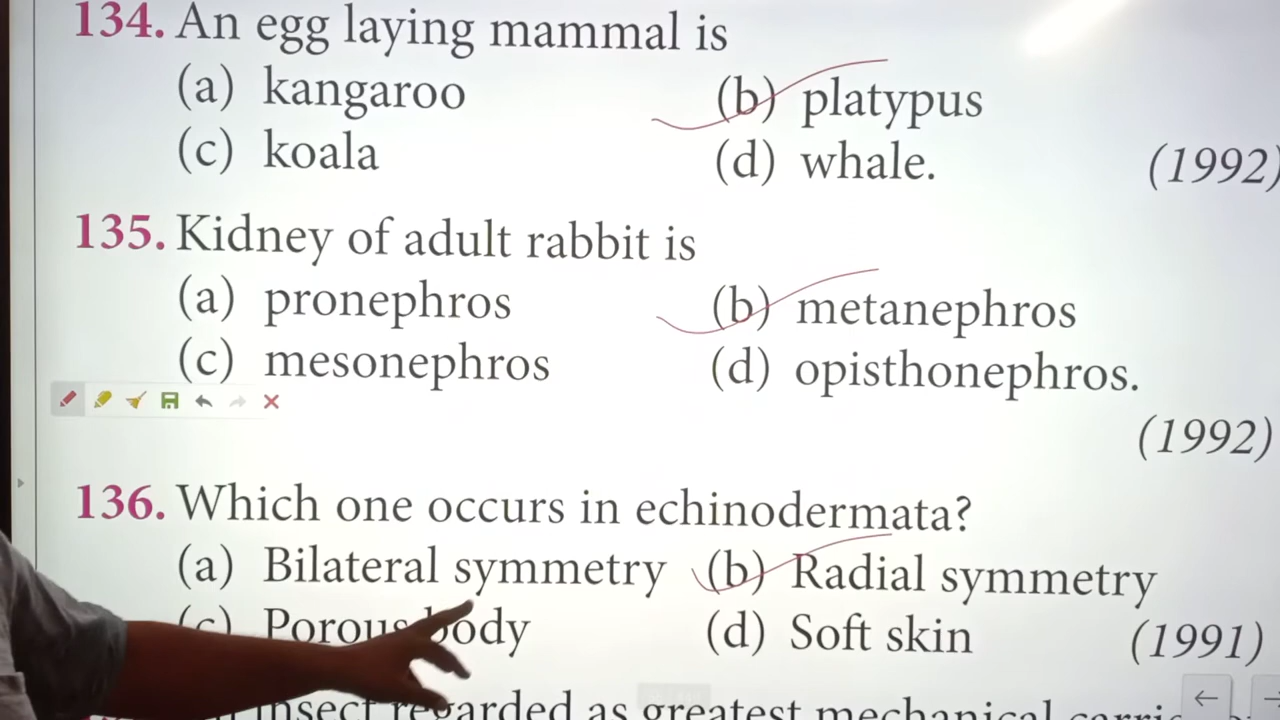 134. An egg laying mammal is
(a) kangaroo (b) platypus
(c) koala (d) whale. (1992)
135. Kidney of adult rabbit is
(a) pronephros (b) metanephros
(c) mesonephros (d) opisthonephros.
(1992)
136. Which one occurs in echinodermata?
(a) Bilateral symmetry (b) Radial symmetry
(c) Porous body (d) Soft skin (1991)
insect regarded as greatest mechanical